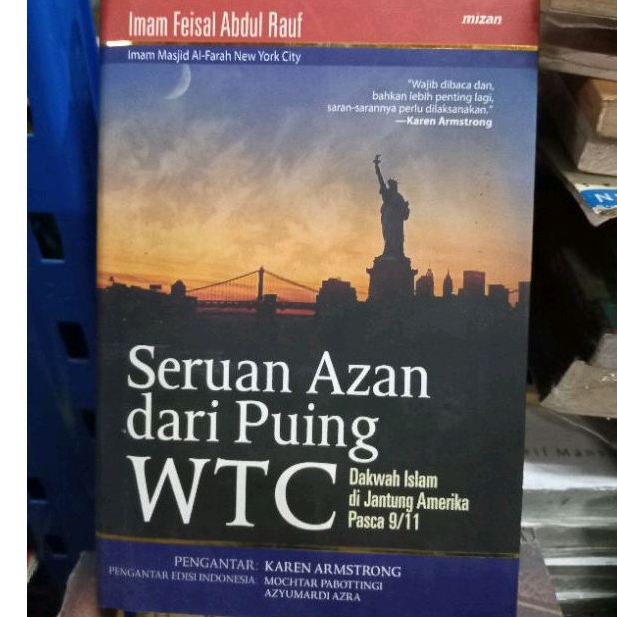 Imam Feisal Abdul Rauf
mizan
Imam Masjid Al-Farah New York City
"Wajib dibaca dan,
bahkan lebih penting lagi,
saran-sarannya perlu dilaksanakan."
—Karen Armstrong
Seruan Azan
dari Puing
WTC
Dakwah Islam
di Jantung Amerika
Pasca 9/11
PENGANTAR: KAREN ARMSTRONG
PENGANTAR EDISI INDONESIA: MOCHTAR PABOTTINGI
AZYUMARDI AZRA